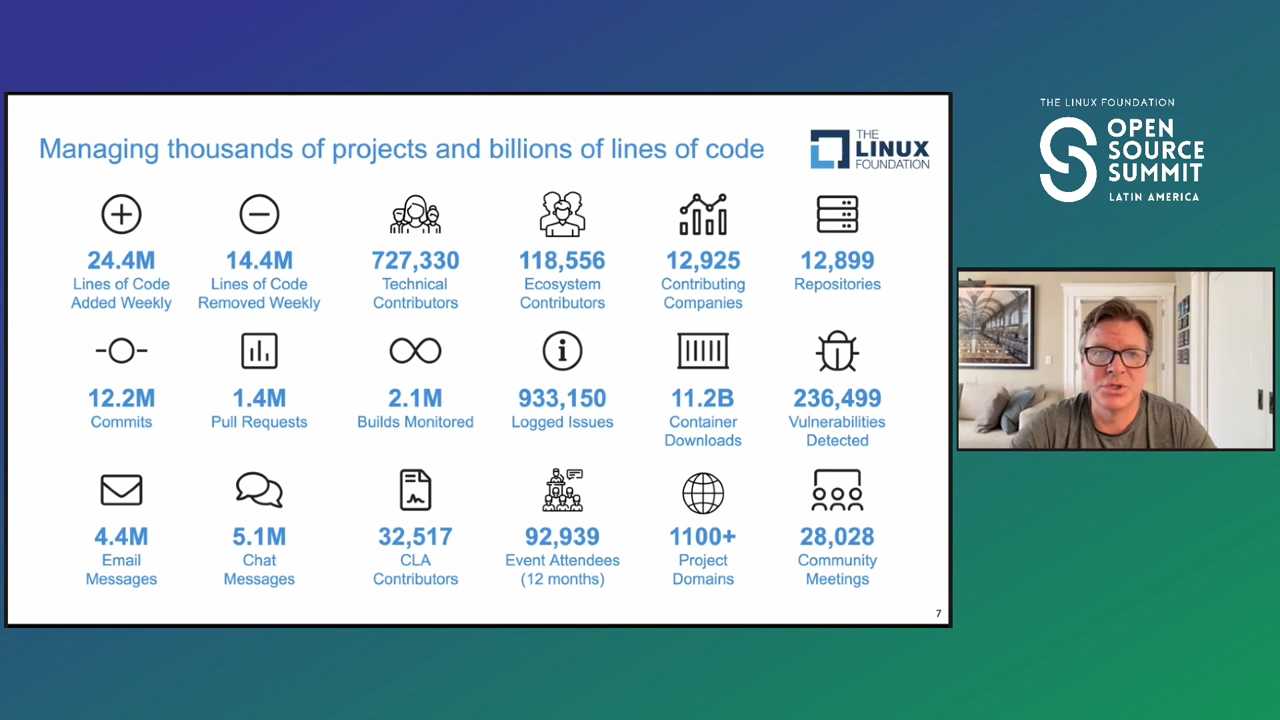 Managing thousands of projects and billions of lines of code
THE
LINUX
FOUNDATION
24.4M
Lines of Code
Added Weekly
14.4M
Lines of Code
Removed Weekly
727,330
Technical
Contributors
118,556
Ecosystem
Contributors
12,925
Contributing
Companies
12,899
Repositories
12.2M
Commits
1.4M
Pull Requests
2.1M
Builds Monitored
933,150
Logged Issues
11.2B
Container
Downloads
236,499
Vulnerabilities
Detected
4.4M
Email
Messages
5.1M
Chat
Messages
32,517
CLA
Contributors
92,939
Event Attendees
(12 months)
1100+
Project
Domains
28,028
Community
Meetings
7
THE LINUX FOUNDATION
OPEN
SOURCE
SUMMIT
LATIN AMERICA